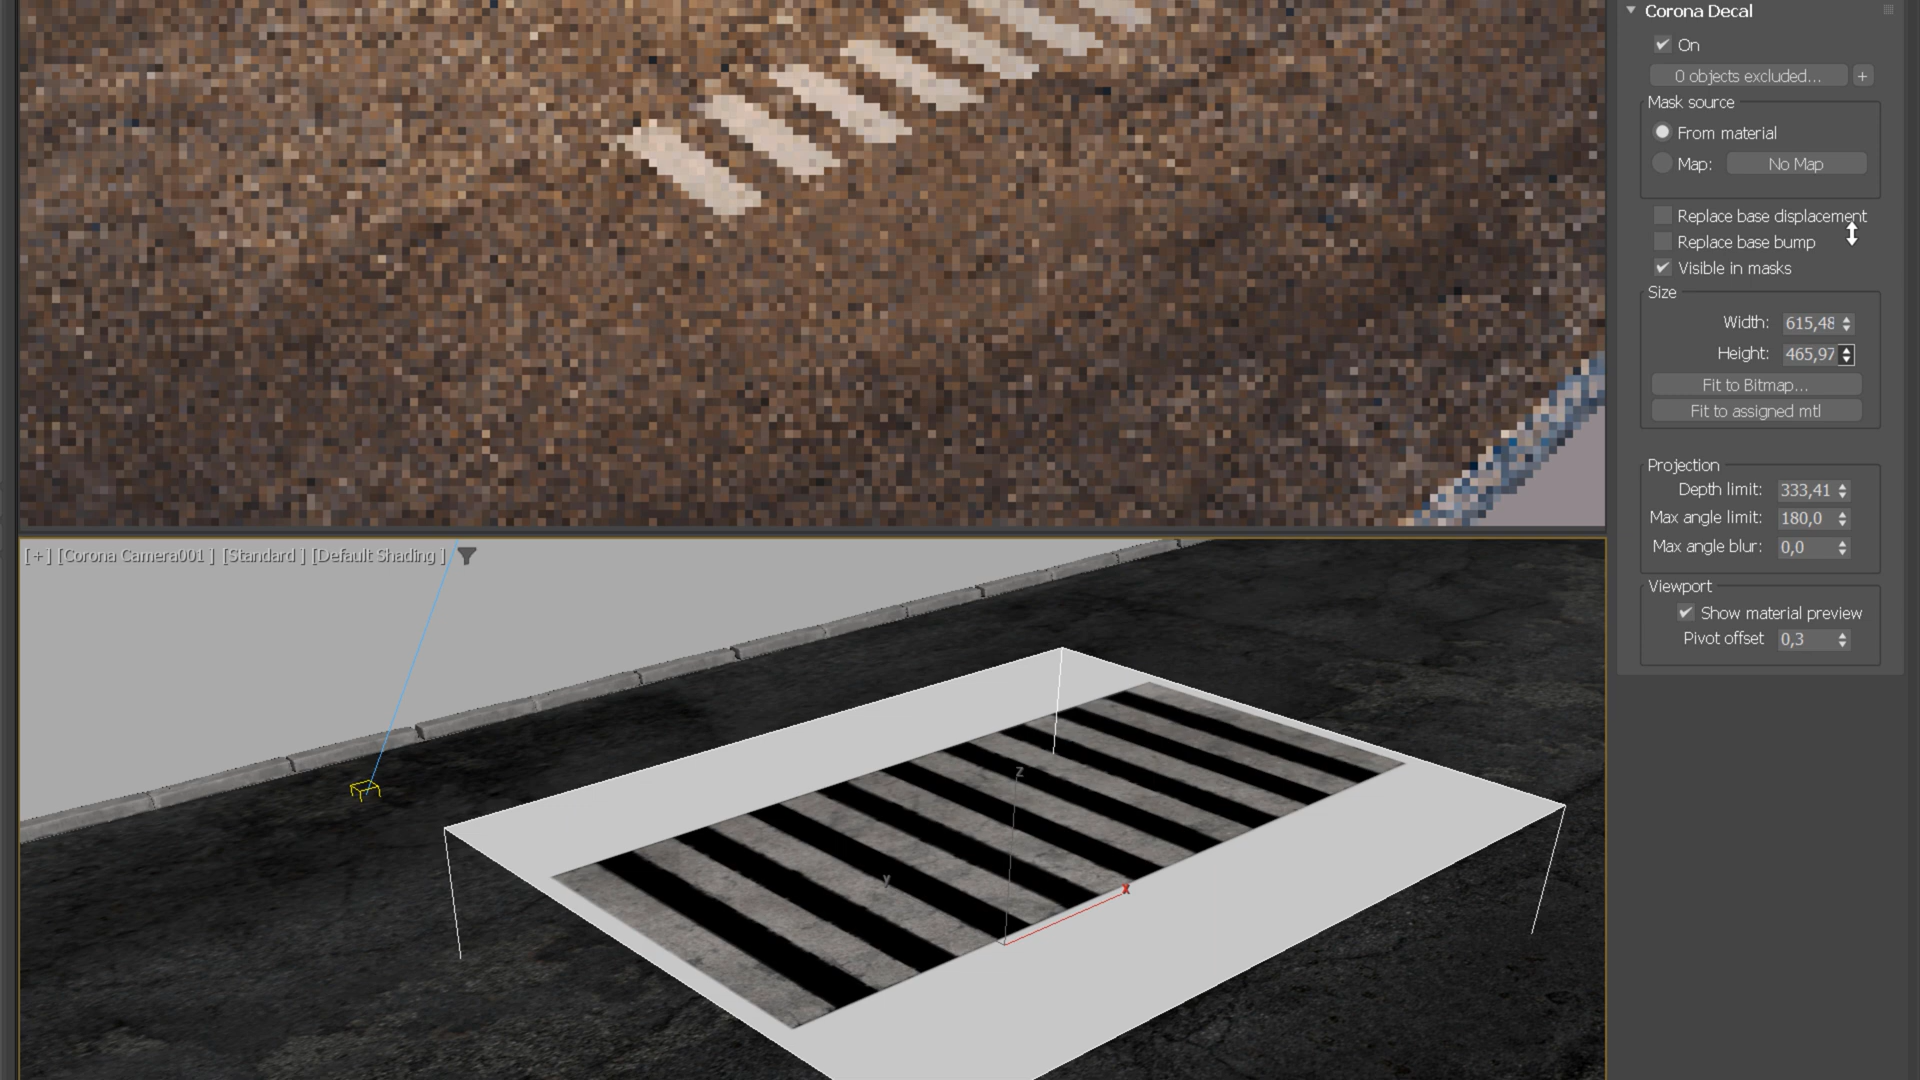 Corona Decal
On
0 objects excluded... +
Mask source
From material
Map: No Map
Replace base displacement
Replace base bump
Visible in masks
Size
Width: 615,48
Height: 465,97
Fit to Bitmap...
Fit to assigned mtl
Projection
Depth limit: 333,41
Max angle limit: 180,0
Max angle blur: 0,0
Viewport
Show material preview
Pivot offset 0,3
[+] [Corona Camera001 ] [Standard ] [Default Shading ]
z
y
x